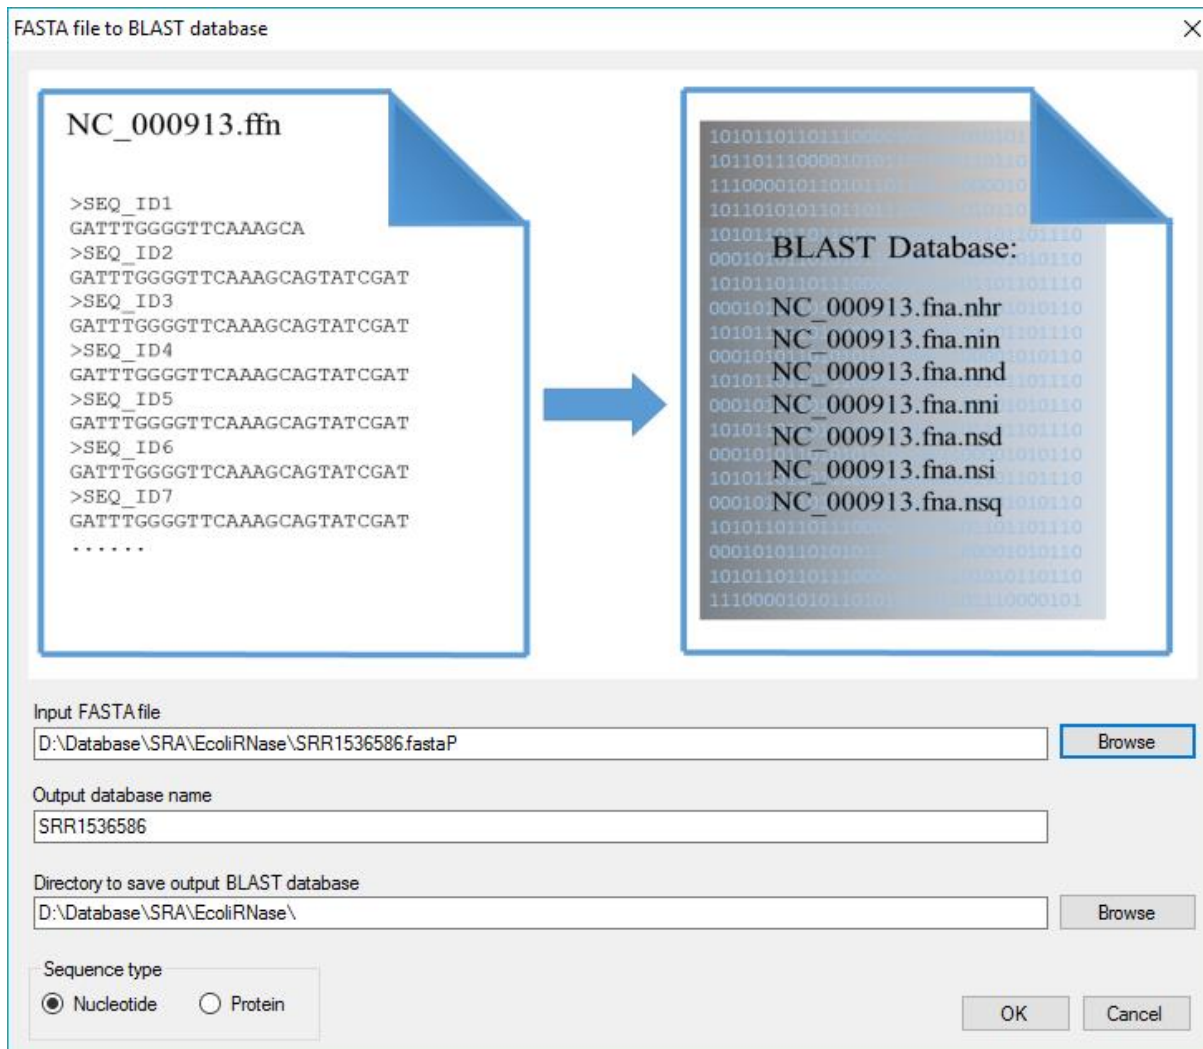 FASTA file to BLAST database
NC_000913.ffn
>SEQ_ID1
GATTTGGGGTTCAAAGCA
>SEQ_ID2
GATTTGGGGTTCAAAGCAGTATCGAT
>SEQ_ID3
GATTTGGGGTTCAAAGCAGTATCGAT
>SEQ_ID4
GATTTGGGGTTCAAAGCAGTATCGAT
>SEQ_ID5
GATTTGGGGTTCAAAGCAGTATCGAT
>SEQ_ID6
GATTTGGGGTTCAAAGCAGTATCGAT
>SEQ_ID7
GATTTGGGGTTCAAAGCAGTATCGAT
......
BLAST Database:
NC_000913.fna.nhr
NC_000913.fna.nin
NC_000913.fna.nnd
NC_000913.fna.nni
NC_000913.fna.nsd
NC_000913.fna.nsi
NC_000913.fna.nsq
Input FASTA file
D:\Database\SRA\EcoliRNase\SRR1536586.fastaP
Browse
Output database name
SRR1536586
Directory to save output BLAST database
D:\Database\SRA\EcoliRNase\
Browse
Sequence type
Nucleotide
Protein
OK
Cancel